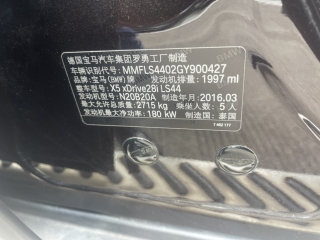 德国宝马汽车集团罗勇工厂制造
车辆识别代号: MMFLS4402GY900427
品牌: 宝马(BMW)牌 发动机排量: 1997 ml
整车型号: X5 xDrive28i LS44
发动机型号: N20B20A 制造年月: 2016.03
最大允许总质量: 2715 kg 乘坐人数: 5 人
发动机最大净功率: 180 kW 制造国: 泰国
7 402 117